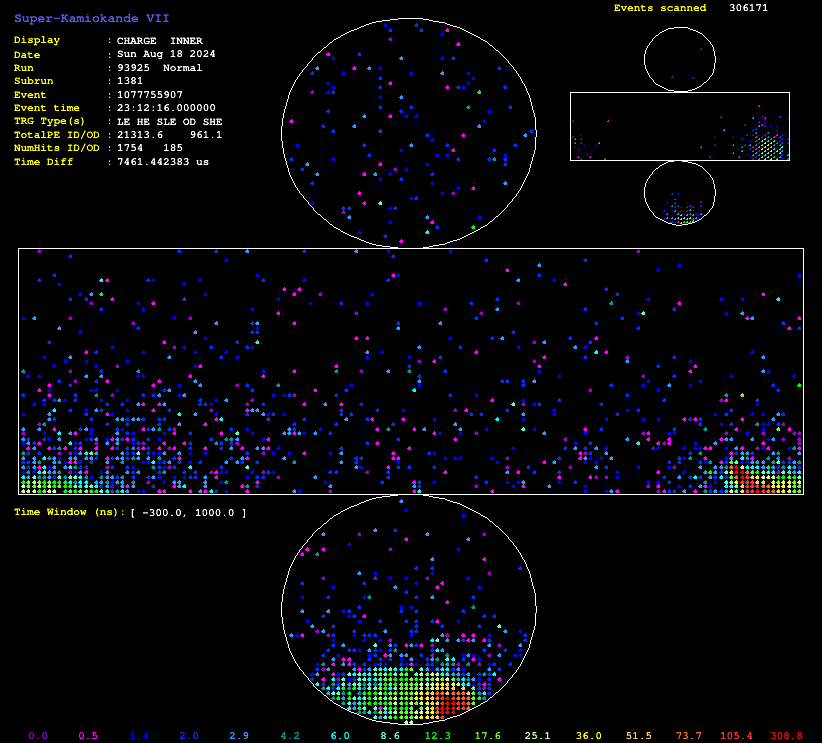 Super-Kamiokande VII
Events scanned 306171
Display : CHARGE INNER
Date : Sun Aug 18 2024
Run : 93925 Normal
Subrun : 1381
Event : 1077755907
Event time : 23:12:16.000000
TRG Type(s) : LE HE SLE OD SHE
TotalPE ID/OD : 21313.6 961.1
NumHits ID/OD : 1754 185
Time Diff : 7461.442383 us
Time Window (ns): [ -300.0, 1000.0 ]
0.0 0.5 1.4 2.0 2.9 4.2 6.0 8.6 12.3 17.6 25.1 36.0 51.5 73.7 105.4 308.8